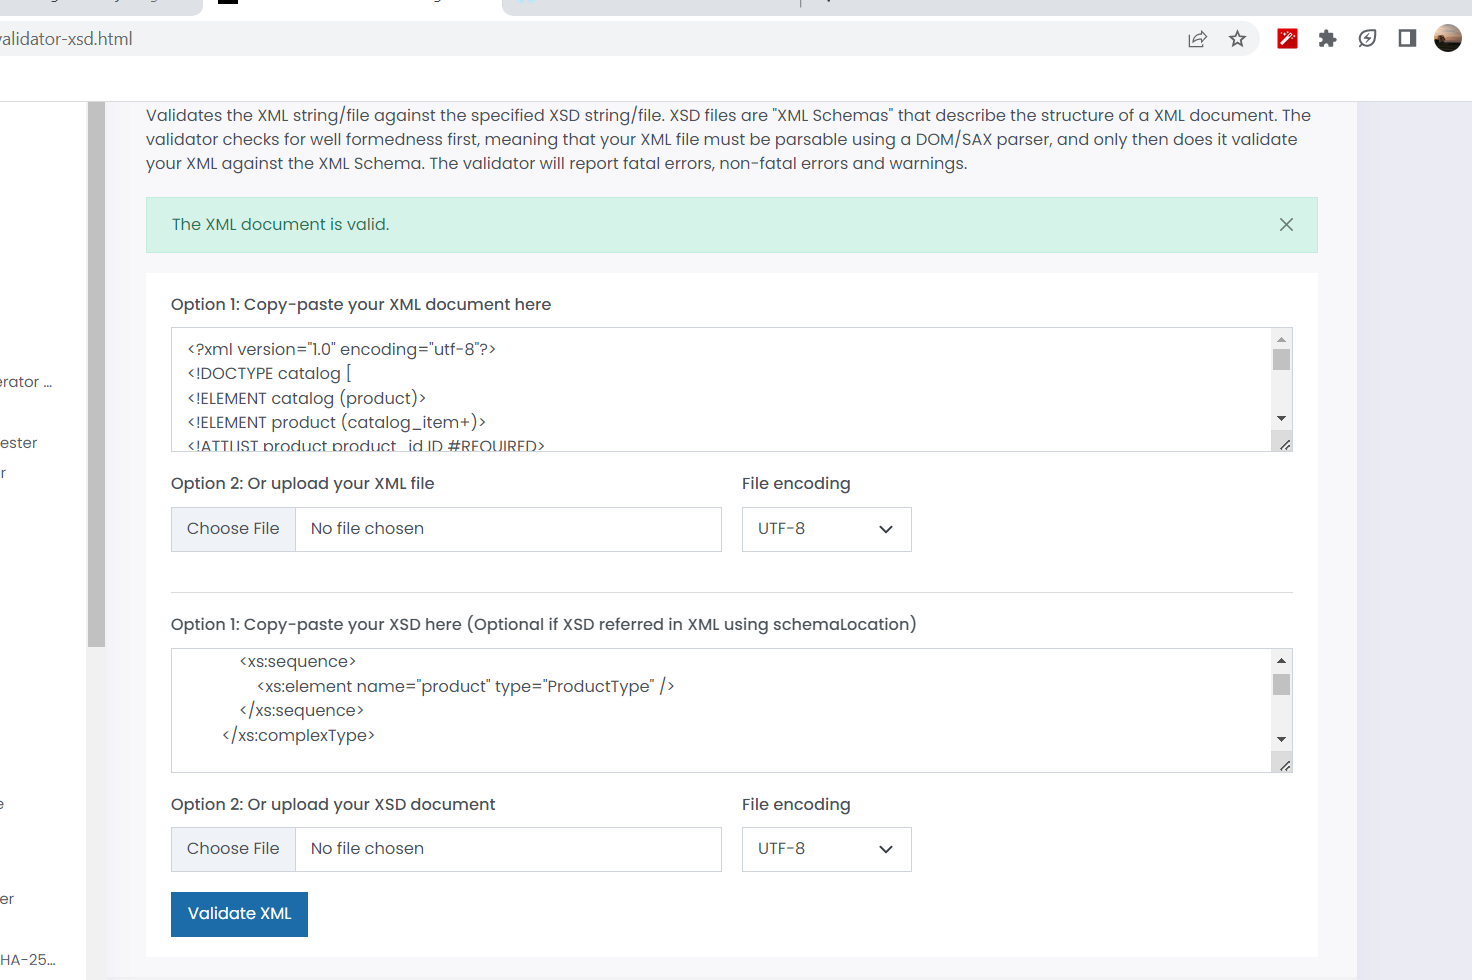 validator-xsd.html
Validates the XML string/file against the specified XSD string/file. XSD files are "XML Schemas" that describe the structure of a XML document. The
validator checks for well formedness first, meaning that your XML file must be parsable using a DOM/SAX parser, and only then does it validate
your XML against the XML Schema. The validator will report fatal errors, non-fatal errors and warnings.
The XML document is valid.
Option 1: Copy-paste your XML document here
<?xml version="1.0" encoding="utf-8"?>
<!DOCTYPE catalog [
<!ELEMENT catalog (product)>
<!ELEMENT product (catalog_item+)>
<!ATTLIST product product_id ID #REQUIRED>
erator ...
ester
r
Option 2: Or upload your XML file
File encoding
Choose File
No file chosen
UTF-8
Option 1: Copy-paste your XSD here (Optional if XSD referred in XML using schemaLocation)
<xs:sequence>
<xs:element name="product" type="ProductType" />
</xs:sequence>
</xs:complexType>
Option 2: Or upload your XSD document
File encoding
e
Choose File
No file chosen
UTF-8
er
Validate XML
HA-25...